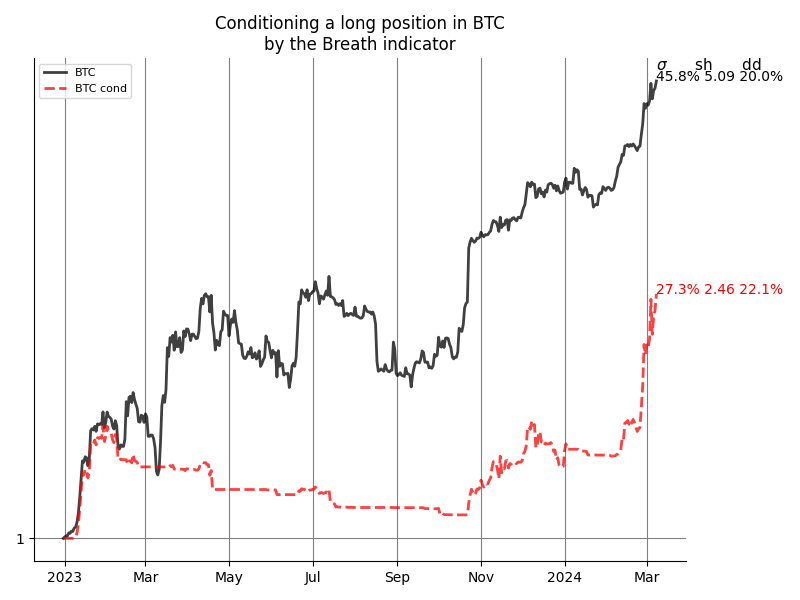 Conditioning a long position in BTC
by the Breath indicator
BTC
BTC cond
σ sh dd
45.8% 5.09 20.0%
27.3% 2.46 22.1%
1
2023 Mar May Jul Sep Nov 2024 Mar